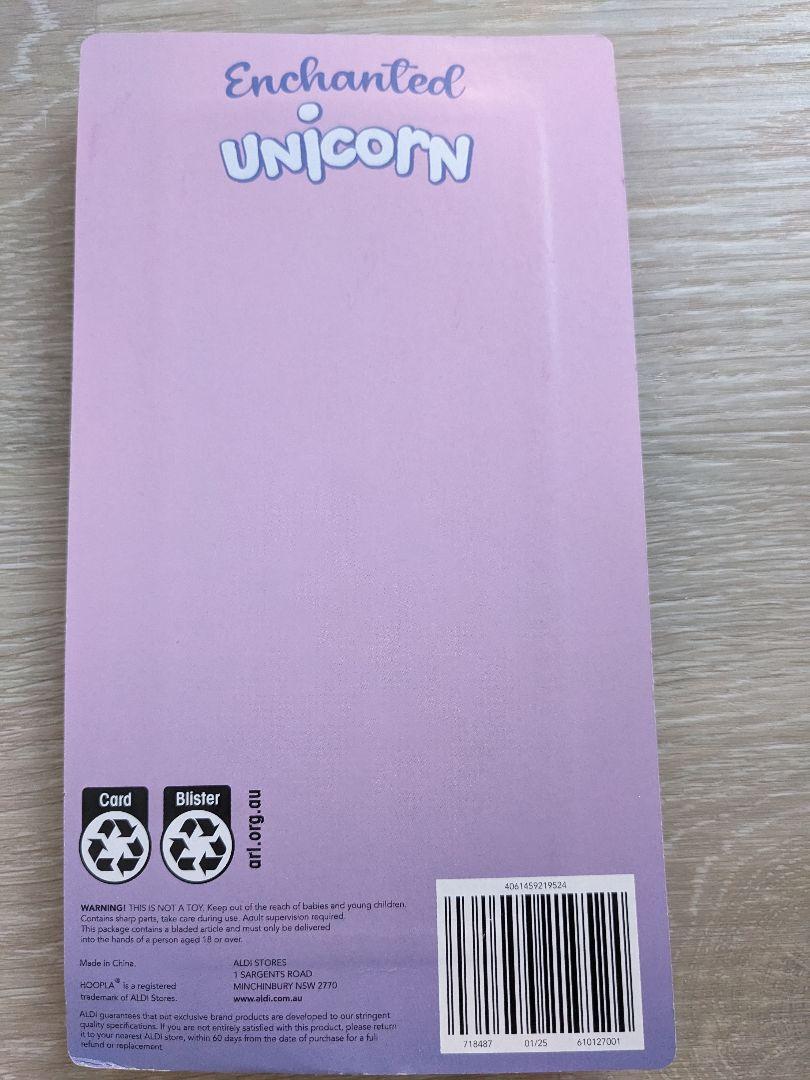 Enchanted
UNiCOrN
Card
Blister
arl.org.au
WARNING! THIS IS NOT A TOY. Keep out of the reach of babies and young children.
Contains sharp parts, take care during use. Adult supervision required.
This package contains a bladed article and must only be delivered
into the hands of a person aged 18 or over.
Made in China.
HOOPLA® is a registered
trademark of ALDI Stores.
ALDI STORES
1 SARGENTS ROAD
MINCHINBURY NSW 2770
www.aldi.com.au
ALDI guarantees that our exclusive brand products are developed to our stringent
quality specifications. If you are not entirely satisfied with this product, please return
it to your nearest ALDI store, within 60 days from the date of purchase for a full
refund or replacement.
4061459219524
718487 01/25 610127001